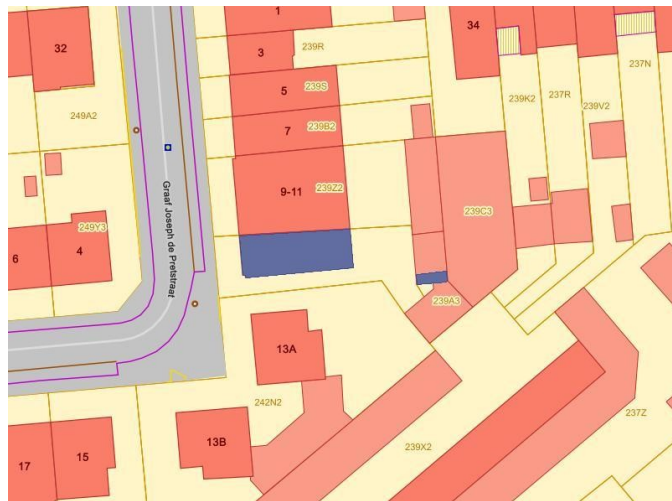 1
32
34
3
239R
237N
5
239S
239K2
237R
249A2
7
239B2
239V2
9-11
239Z2
239C3
Graaf Joseph de Pretstraat
249Y3
6
4
239A3
13A
242N2
237Z
13B
239X2
15
17